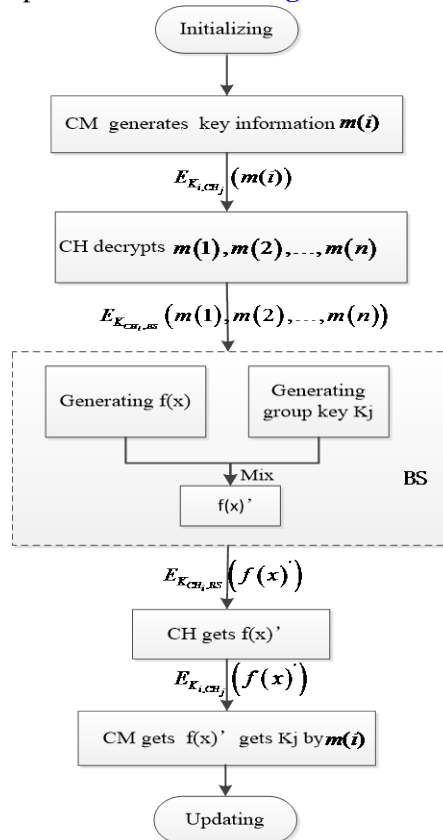 Initializing
CM generates key information m(i)
E_{K_{i,CH_j}}(m(i))
CH decrypts m(1),m(2),...,m(n)
E_{K_{CH_i,BS}}(m(1),m(2),...,m(n))
Generating f(x)
Generating
group key Kj
Mix
BS
f(x)’
E_{K_{CH_i,BS}}(f(x)')
CH gets f(x)’
E_{K_{i,CH_j}}(f(x)')
CM gets f(x)’ gets Kj by m(i)
Updating